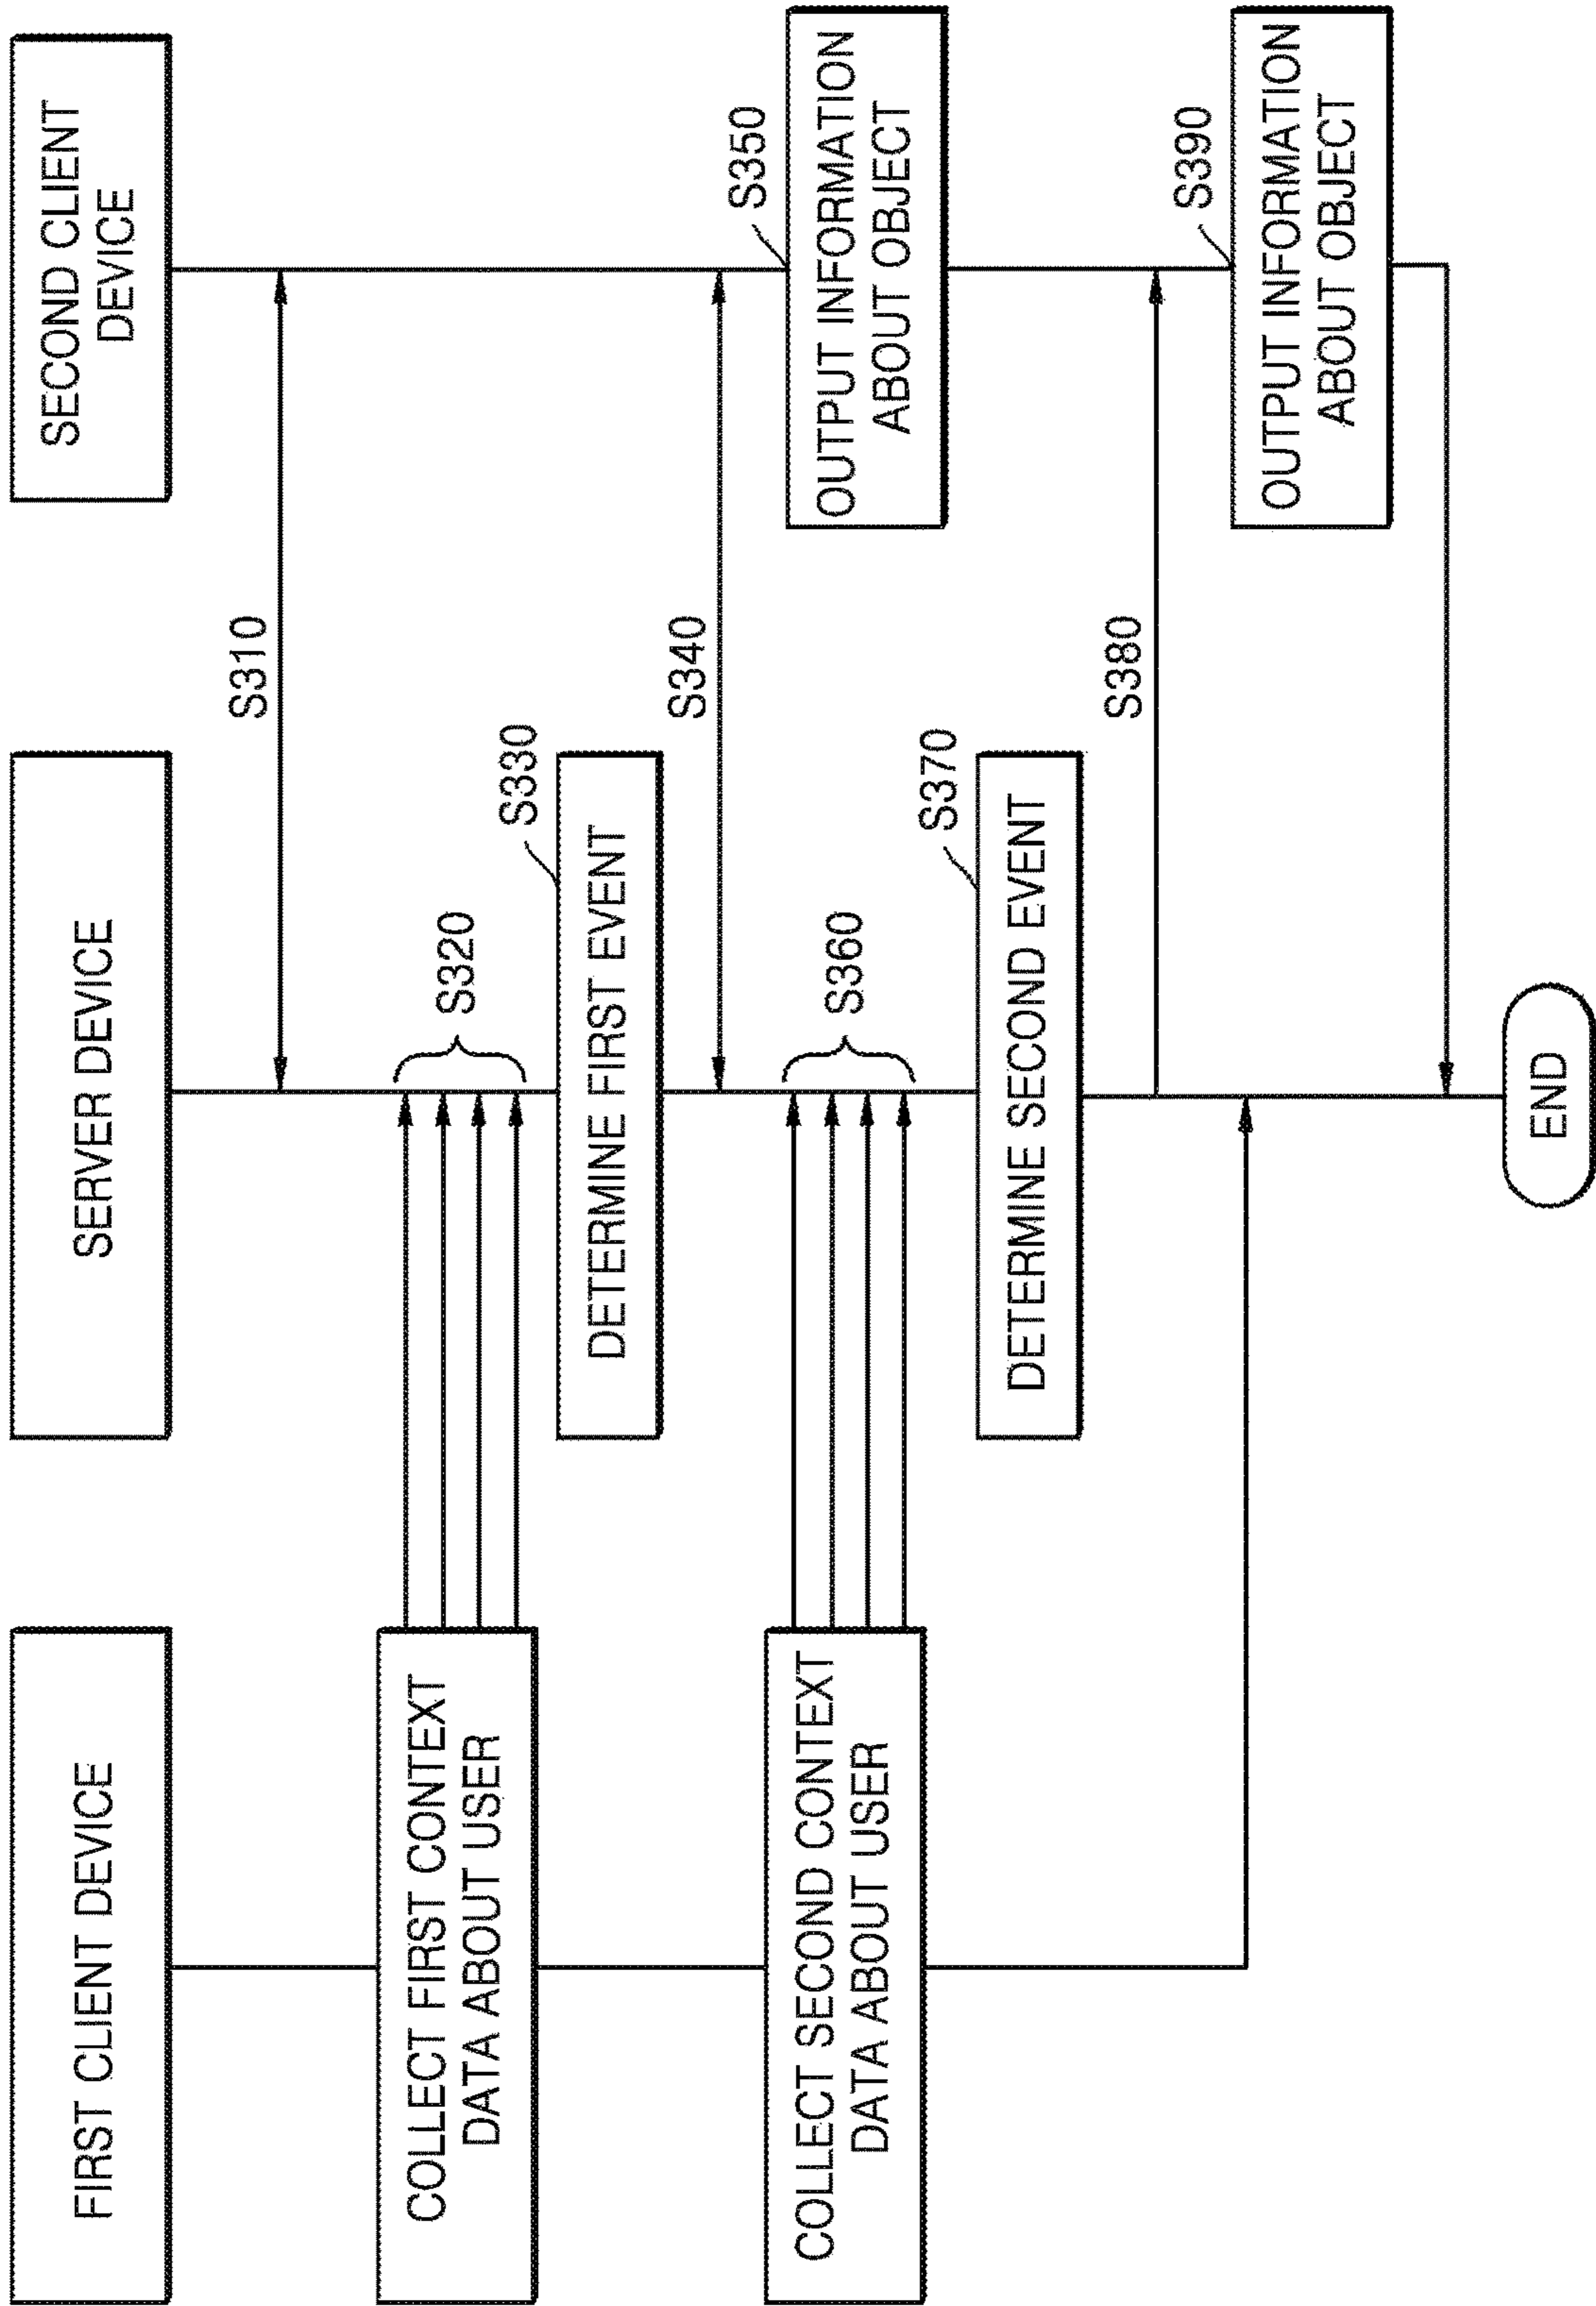 FIRST CLIENT DEVICE
SERVER DEVICE
SECOND CLIENT
DEVICE
S310
COLLECT FIRST CONTEXT
DATA ABOUT USER
S320
S330
DETERMINE FIRST EVENT
S340
S350
OUTPUT INFORMATION
ABOUT OBJECT
COLLECT SECOND CONTEXT
DATA ABOUT USER
S360
S370
DETERMINE SECOND EVENT
S380
S390
OUTPUT INFORMATION
ABOUT OBJECT
END